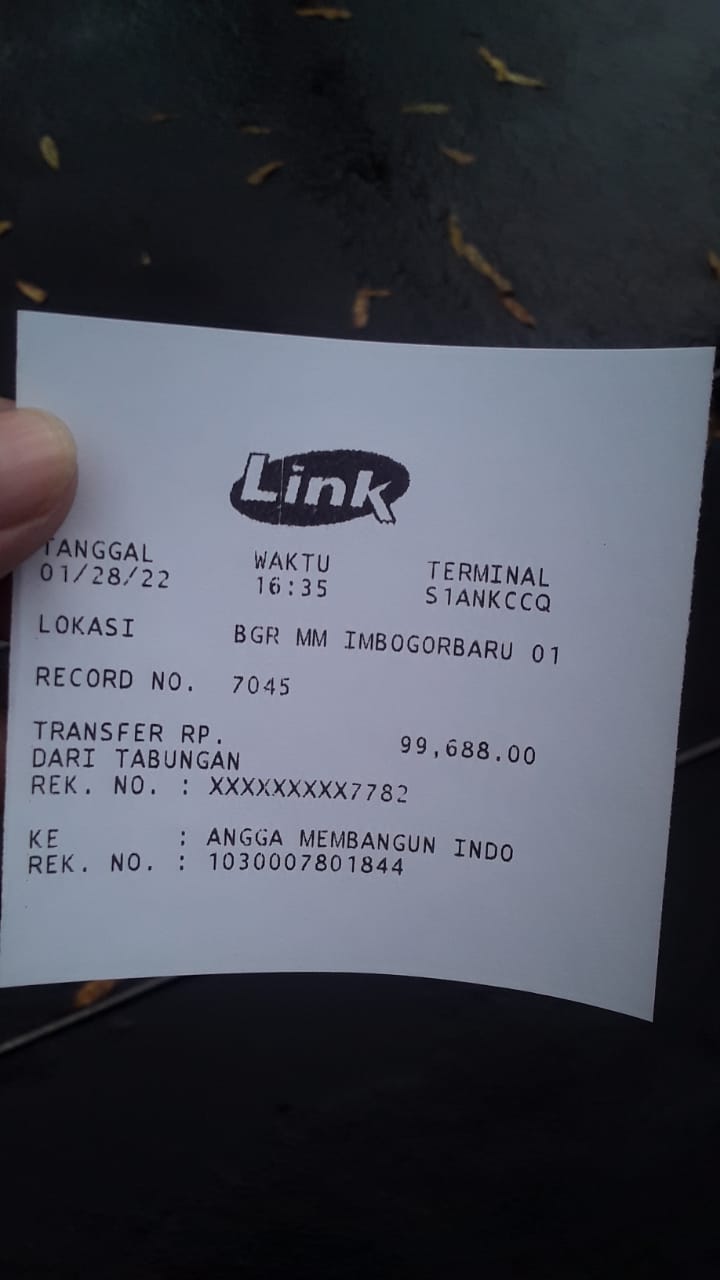 Link
TANGGAL WAKTU TERMINAL
01/28/22 16:35 S1ANKCCQ
LOKASI BGR MM IMBOGORBARU 01
RECORD NO. 7045
TRANSFER RP. 99,688.00
DARI TABUNGAN
REK. NO. : XXXXXXXXX7782
KE : ANGGA MEMBANGUN INDO
REK. NO. : 1030007801844